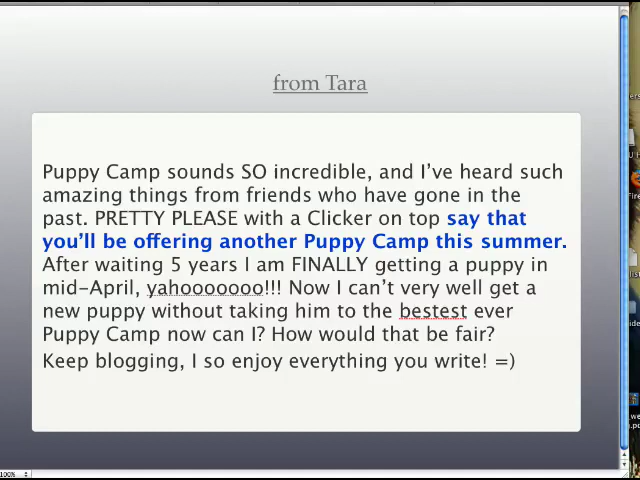 from Tara
Puppy Camp sounds SO incredible, and I've heard such
amazing things from friends who have gone in the
past. PRETTY PLEASE with a Clicker on top say that
you'll be offering another Puppy Camp this summer.
After waiting 5 years I am FINALLY getting a puppy in
mid-April, yahooooooo!!! Now I can't very well get a
new puppy without taking him to the bestest ever
Puppy Camp now can I? How would that be fair?
Keep blogging, I so enjoy everything you write! =)
100%